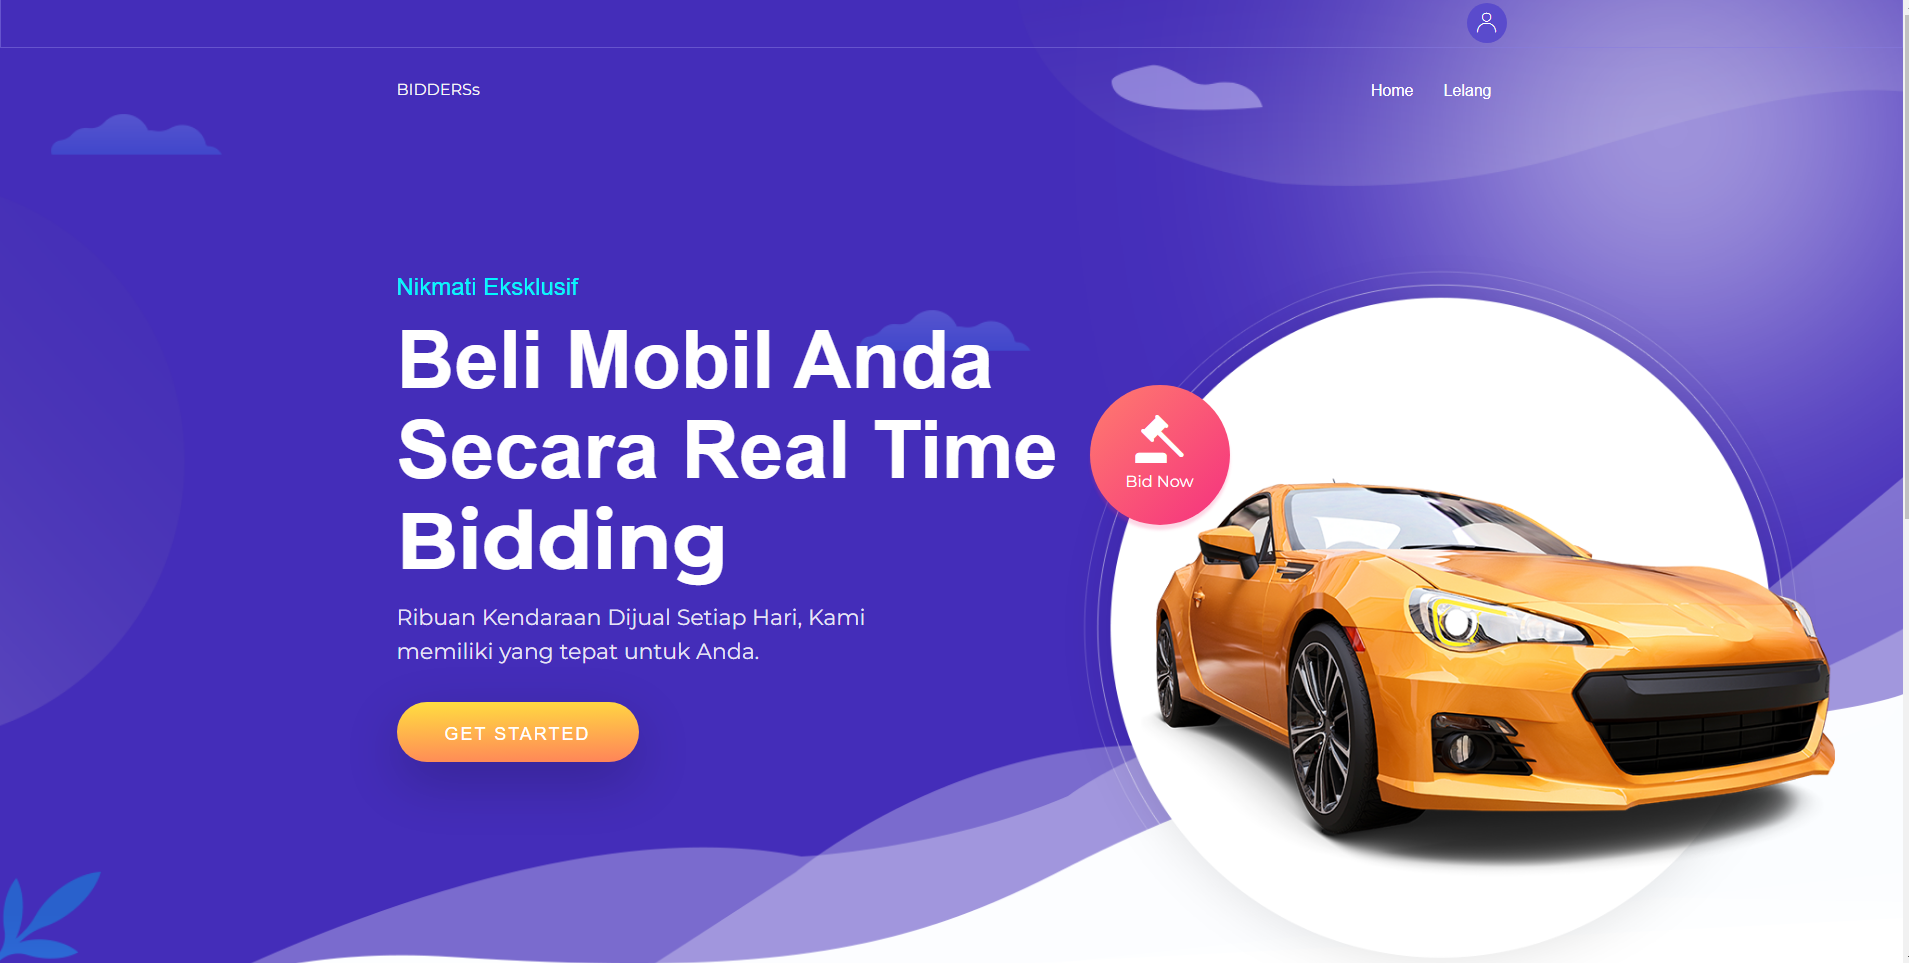 BIDDERSs
Home
Lelang
Nikmati Eksklusif
Beli Mobil Anda
Secara Real Time
Bidding
Bid Now
Ribuan Kendaraan Dijual Setiap Hari, Kami
memiliki yang tepat untuk Anda.
GET STARTED